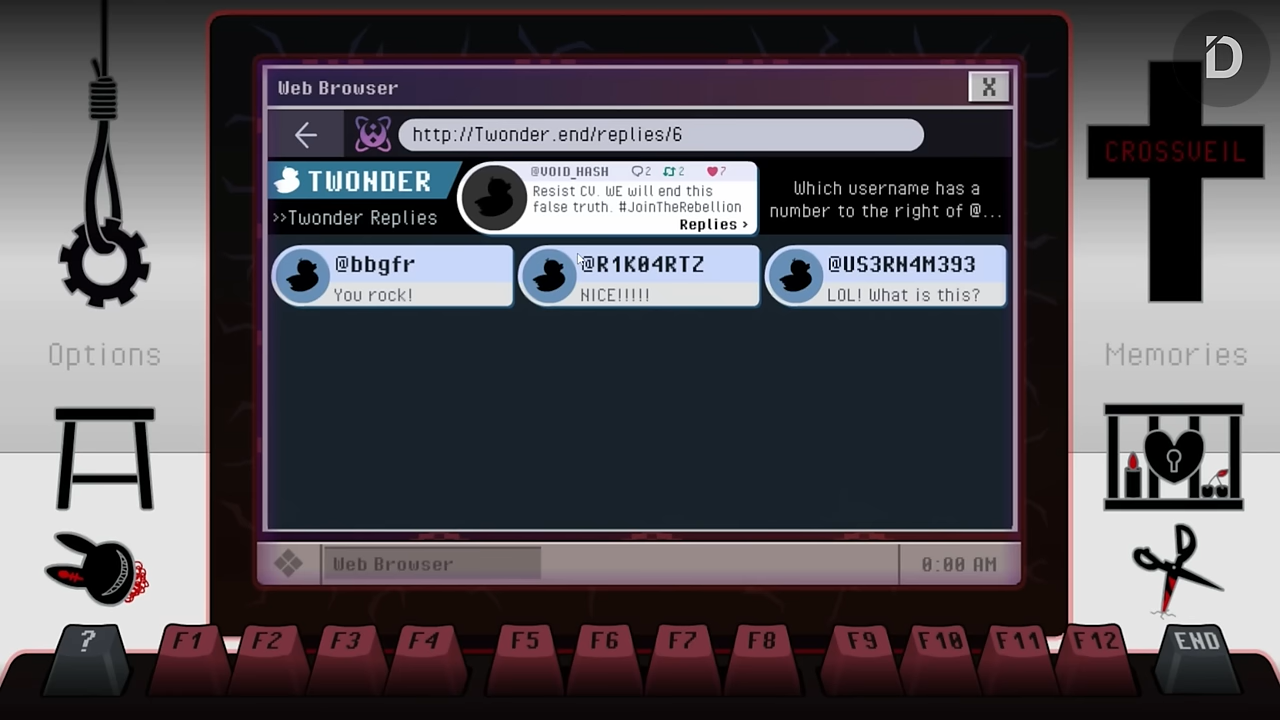 D
Web Browser
X
http://Twonder.end/replies/6
TWONDER
>>Twonder Replies
@VOID_HASH 2 2 7
Resist CV. WE will end this
false truth. #JoinTheRebellion
Replies >
Which username has a
number to the right of @...
@bbgfr
You rock!
@R1K04RTZ
NICE!!!!!
@US3RN4M393
LOL! What is this?
CROSSVEIL
Options
Memories
Web Browser
0:00 AM
? F1 F2 F3 F4 F5 F6 F7 F8 F9 F10 F11 F12 END